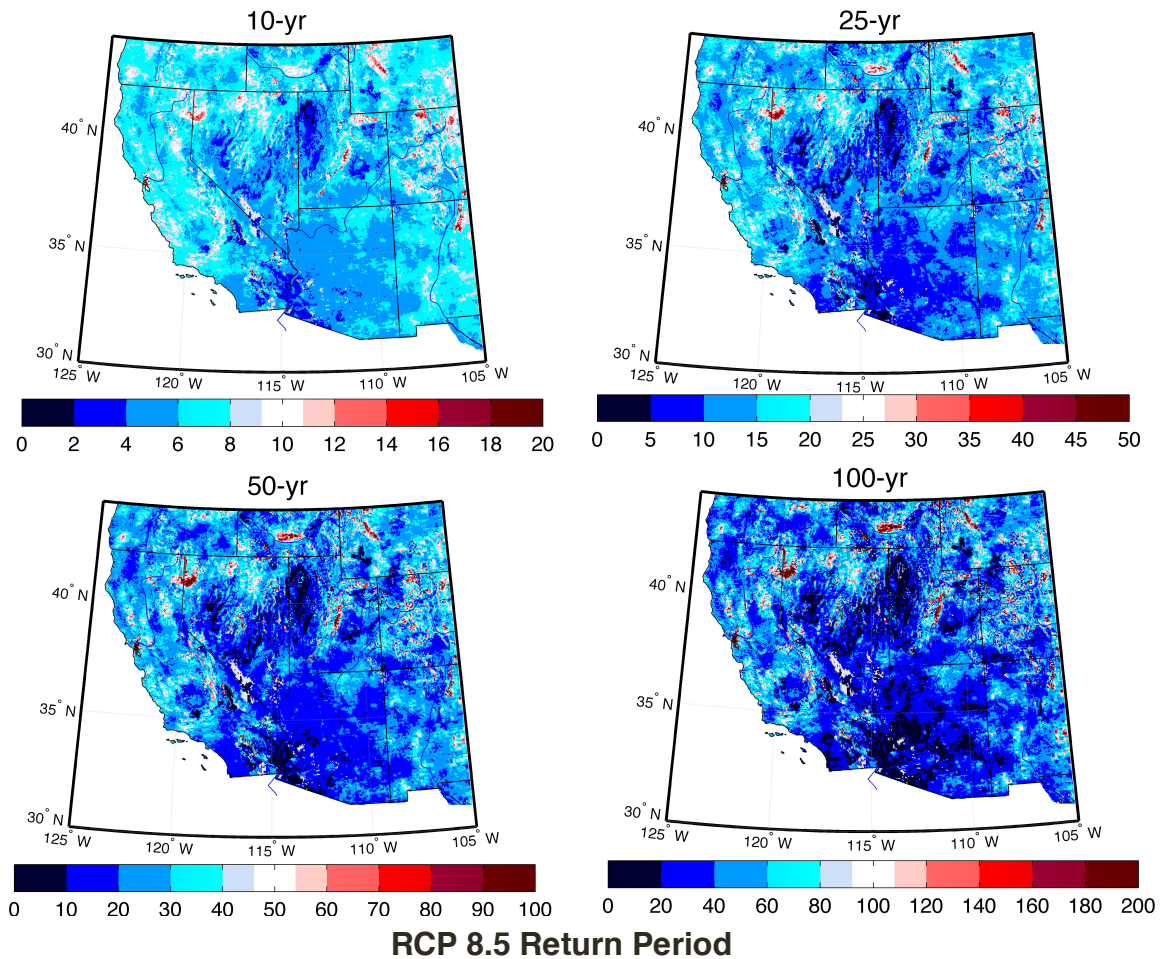 10-yr
40° N
35° N
30° N
125° W
120° W
115° W
110° W
105° W
0 2 4 6 8 10 12 14 16 18 20
25-yr
40° N
35° N
30° N
125° W
120° W
115° W
110° W
105° W
0 5 10 15 20 25 30 35 40 45 50
50-yr
40° N
35° N
30° N
125° W
120° W
115° W
110° W
105° W
0 10 20 30 40 50 60 70 80 90 100
100-yr
40° N
35° N
30° N
125° W
120° W
115° W
110° W
105° W
0 20 40 60 80 100 120 140 160 180 200
RCP 8.5 Return Period